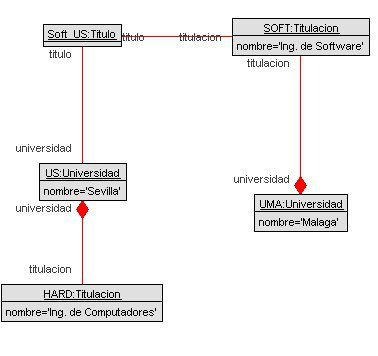 SOFT:Titulacion
nombre='Ing. de Software'
Soft_US:Titulo
titulo
titulacion
titulo
titulacion
universidad
US:Universidad
nombre='Sevilla'
universidad
universidad
UMA:Universidad
nombre='Malaga'
titulacion
HARD:Titulacion
nombre='Ing. de Computadores'